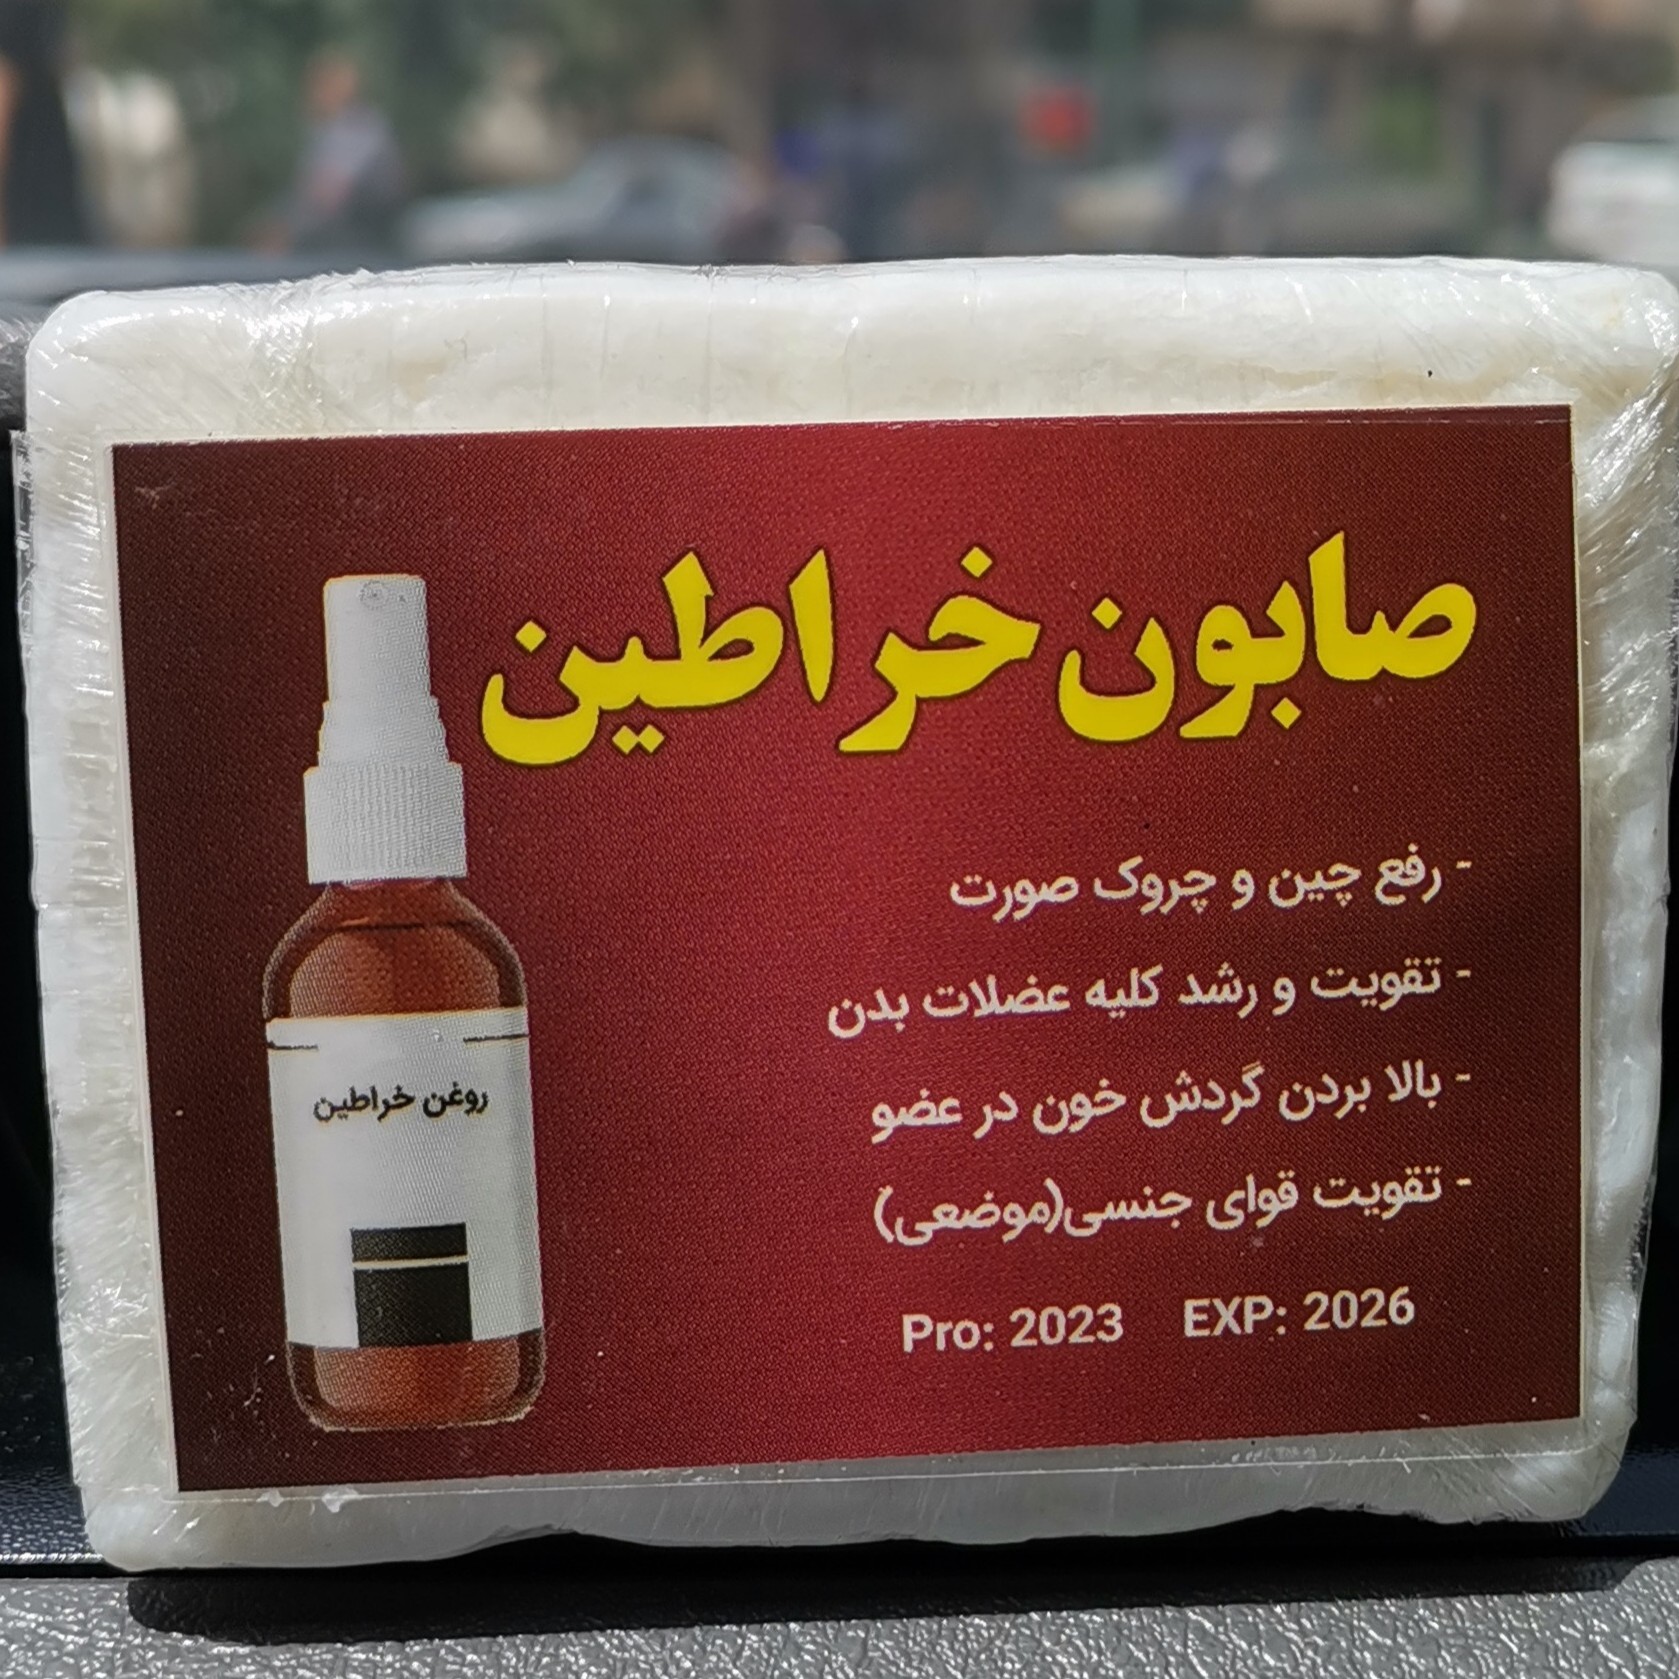 صابون خراطین
- رفع چین و چروک صورت
- تقویت و رشد کلیه عضلات بدن
- بالا بردن گردش خون در عضو
- تقویت قوای جنسی(موضعی)
Pro: 2023 EXP: 2026
روغن خراطین